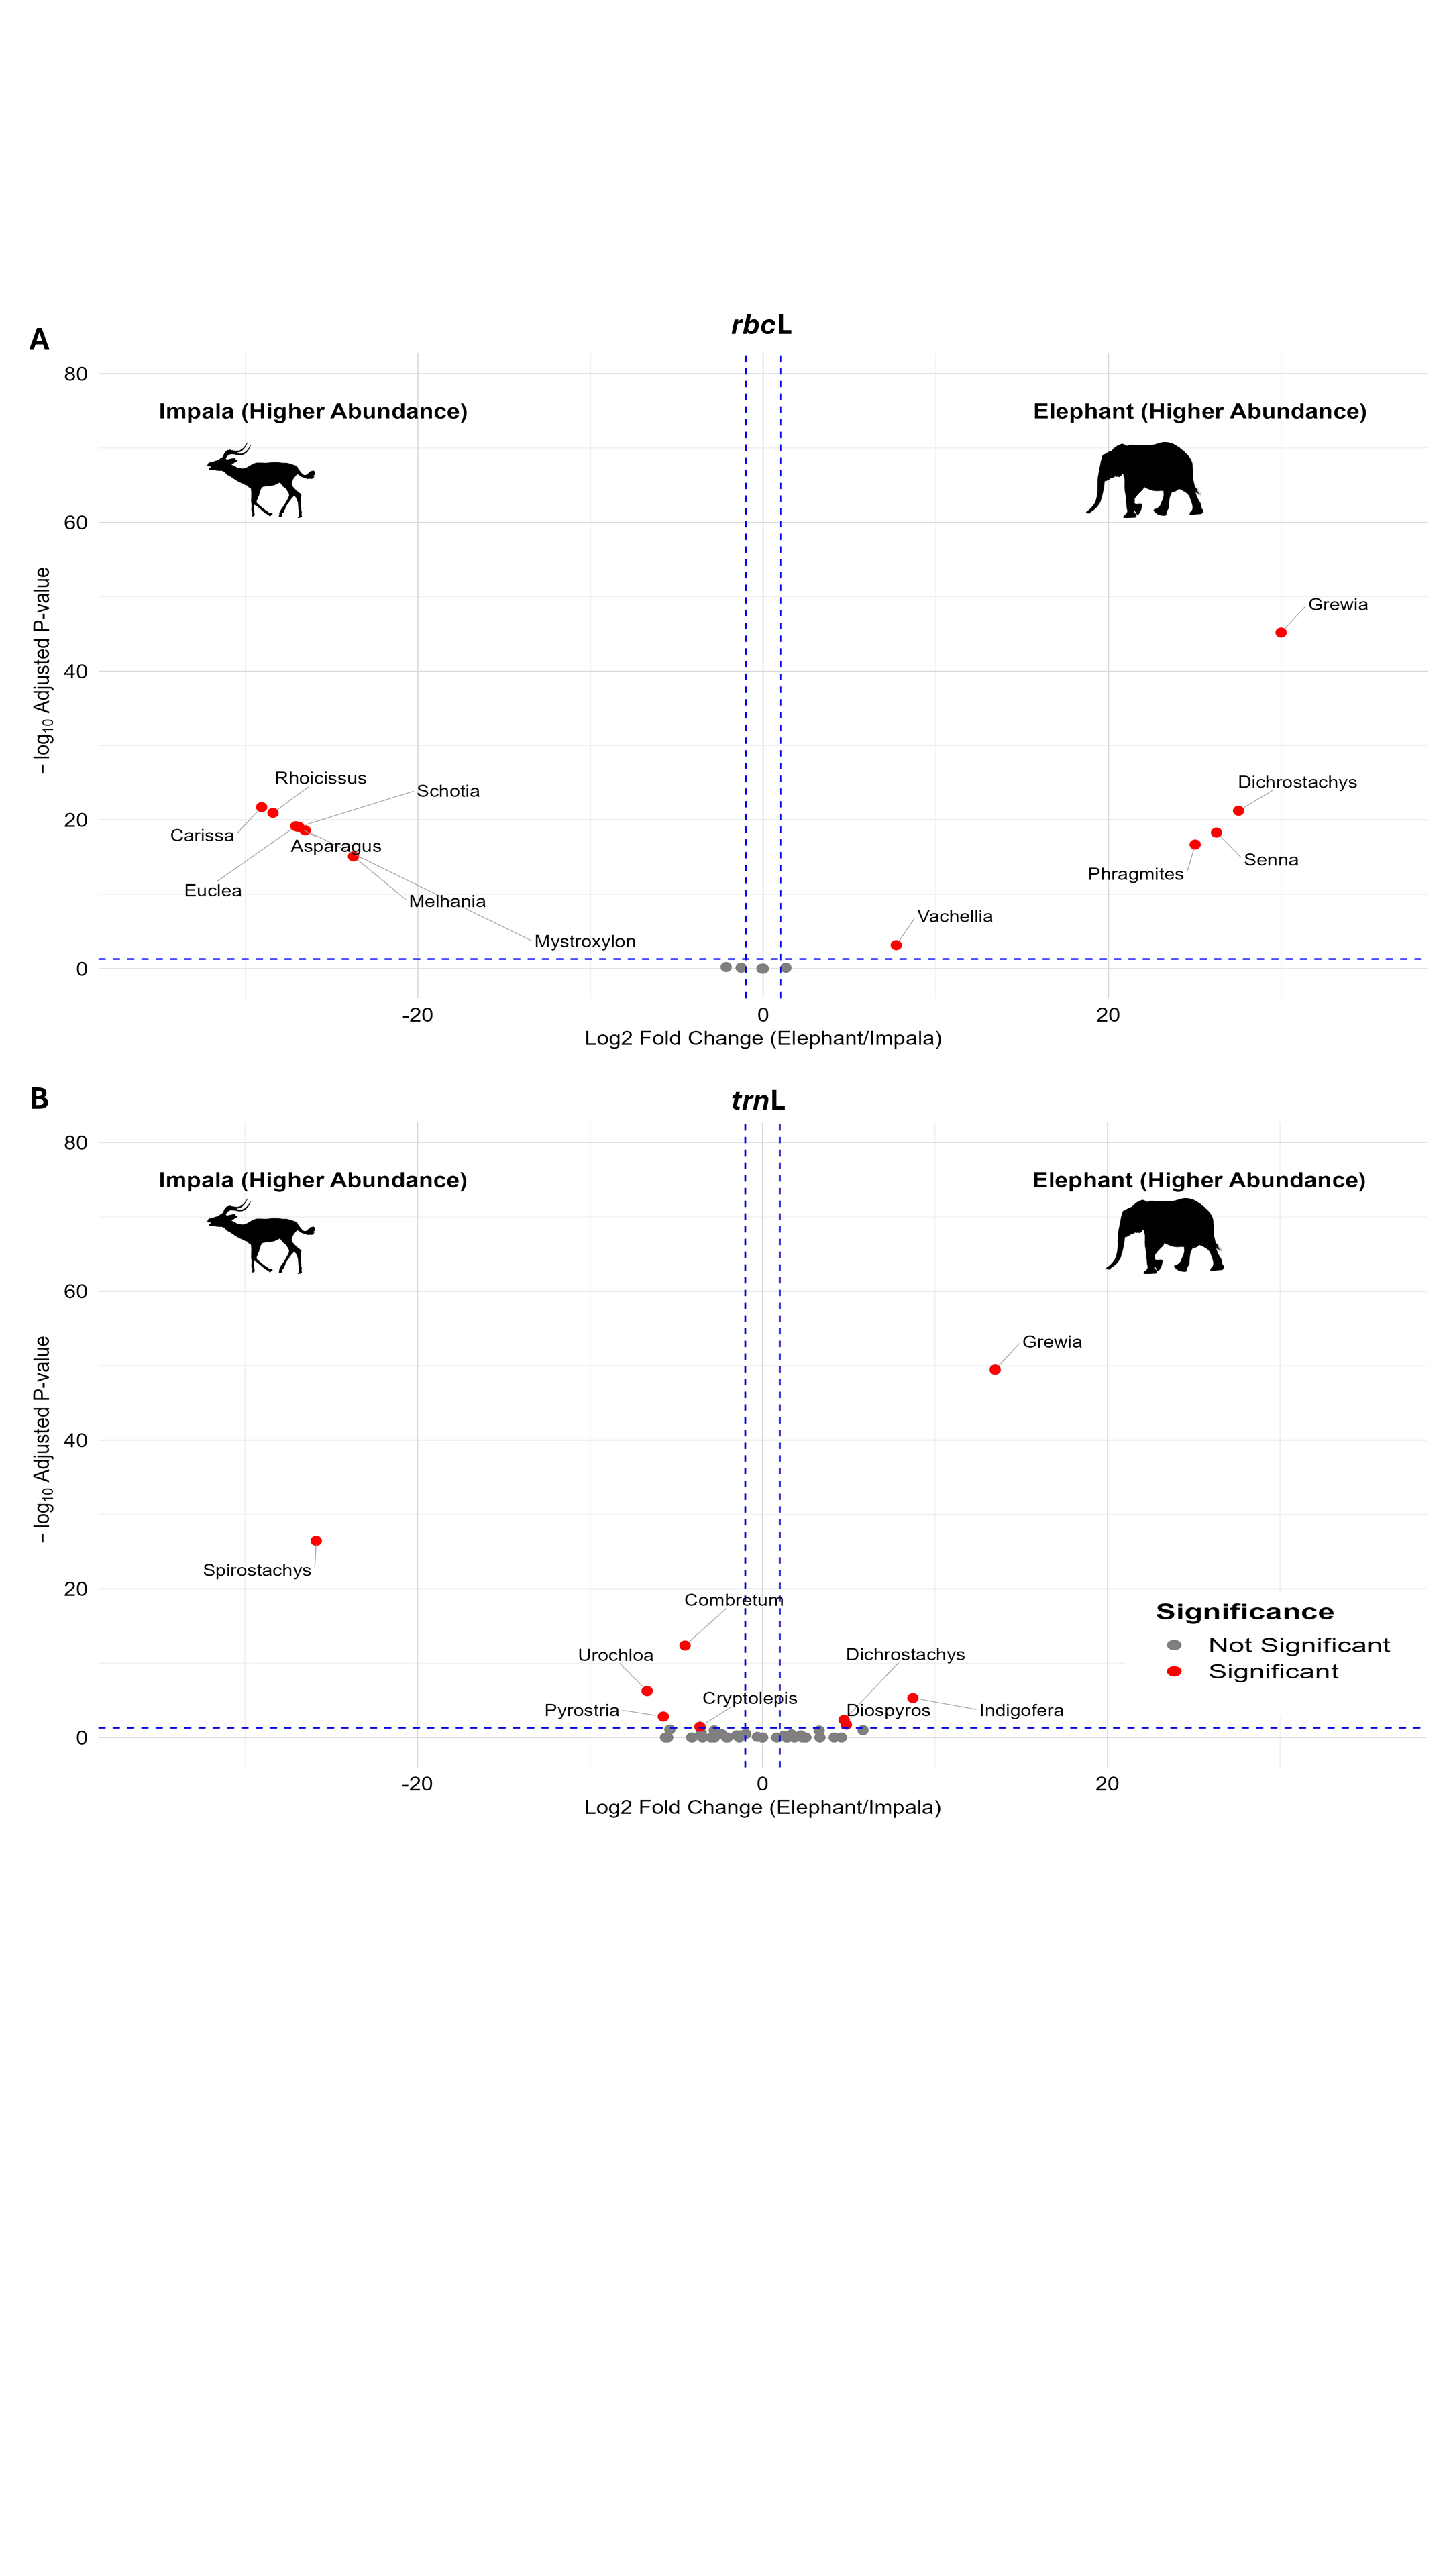 A
rbcL
80
Impala (Higher Abundance)
Elephant (Higher Abundance)
60
Grewia
40
− log10 Adjusted P-value
Rhoicissus
Schotia
Dichrostachys
20
Carissa
Asparagus
Senna
Phragmites
Euclea
Melhania
Vachellia
Mystroxylon
0
-20
0
20
Log2 Fold Change (Elephant/Impala)
B
trnL
80
Impala (Higher Abundance)
Elephant (Higher Abundance)
60
Grewia
40
− log10 Adjusted P-value
Spirostachys
20
Combretum
Significance
Not Significant
Significant
Urochloa
Dichrostachys
Cryptolepis
Pyrostria
Diospyros
Indigofera
0
-20
0
20
Log2 Fold Change (Elephant/Impala)